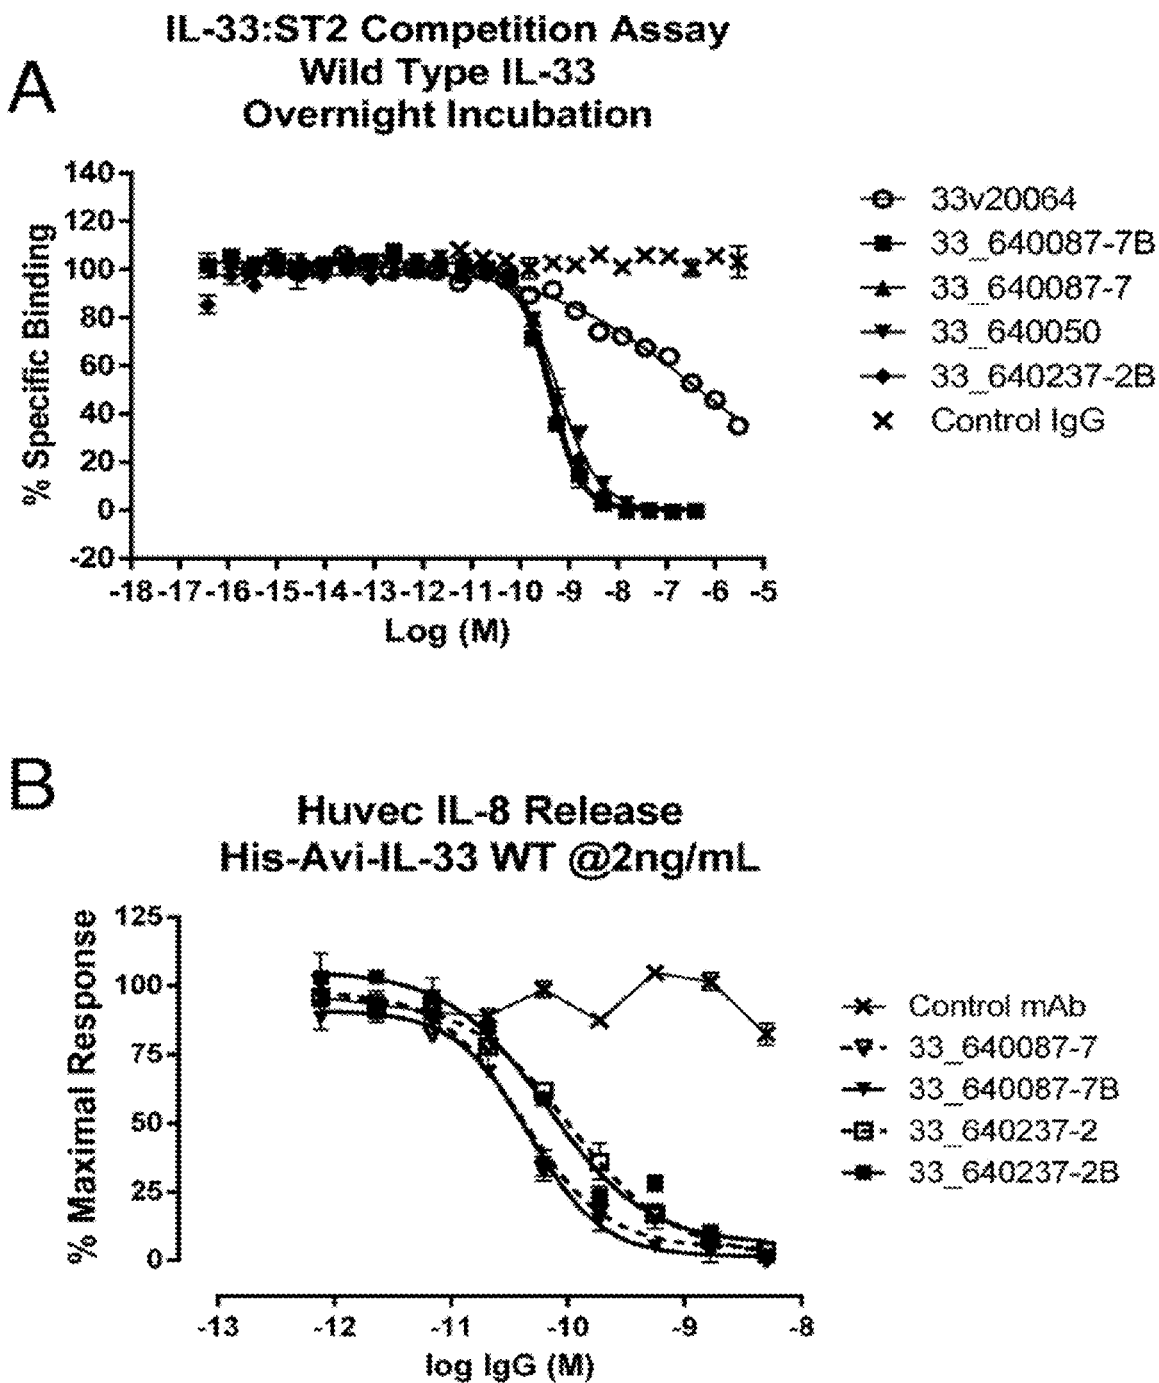 A
IL-33:ST2 Competition Assay
Wild Type IL-33
Overnight Incubation
% Specific Binding
140
120
100
80
60
40
20
0
-20
-18 -17 -16 -15 -14 -13 -12 -11 -10 -9 -8 -7 -6 -5
Log (M)
33v20064
33_640087-7B
33_640087-7
33_640050
33_640237-2B
Control IgG
B
Huvec IL-8 Release
His-Avi-IL-33 WT @2ng/mL
% Maximal Response
125
100
75
50
25
0
-13 -12 -11 -10 -9 -8
log IgG (M)
Control mAb
33_640087-7
33_640087-7B
33_640237-2
33_640237-2B